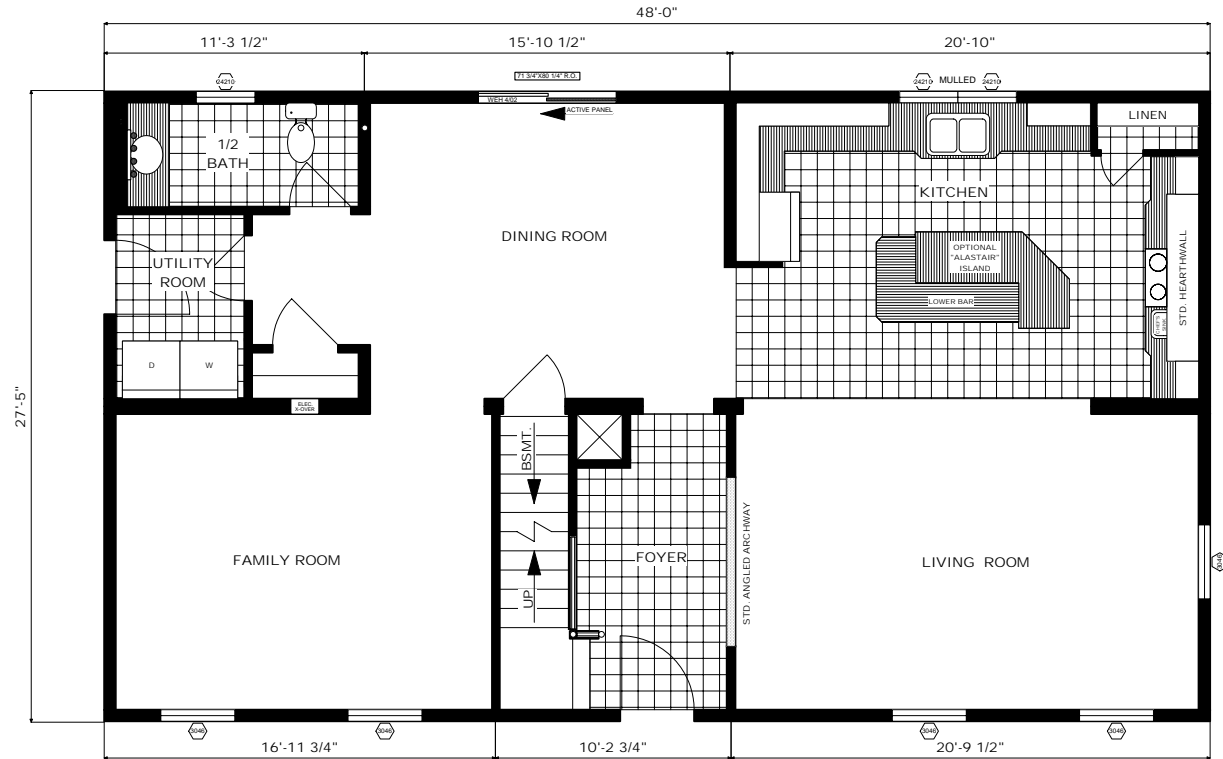 48'-0"
11'-3 1/2"
15'-10 1/2"
20'-10"
71 3/4"X80 1/4" R.O.
24210
24210
MULLED
24210
WEH 4/02
ACTIVE PANEL
LINEN
1/2
BATH
KITCHEN
DINING ROOM
OPTIONAL
"ALASTAIR"
ISLAND
UTILITY
ROOM
LOWER BAR
STD. HEARTHWALL
CHEF'S
SINK
D
W
ELEC.
X-OVER
27'-5"
BSMT.
FAMILY ROOM
FOYER
STD. ANGLED ARCHWAY
LIVING ROOM
3046
UP
3046
3046
3046
3046
16'-11 3/4"
10'-2 3/4"
20'-9 1/2"